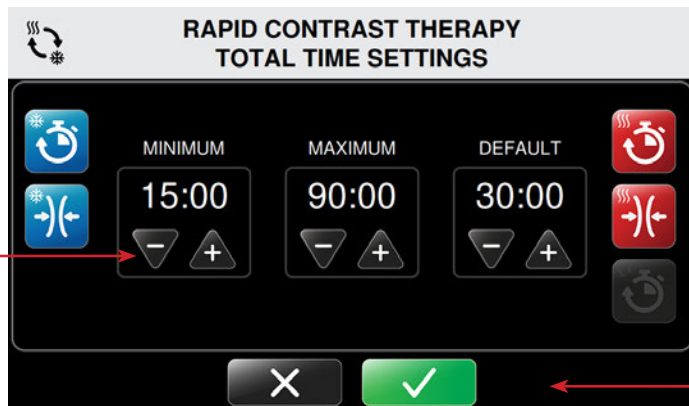 RAPID CONTRAST THERAPY
TOTAL TIME SETTINGS
MINIMUM MAXIMUM DEFAULT
15:00 90:00 30:00